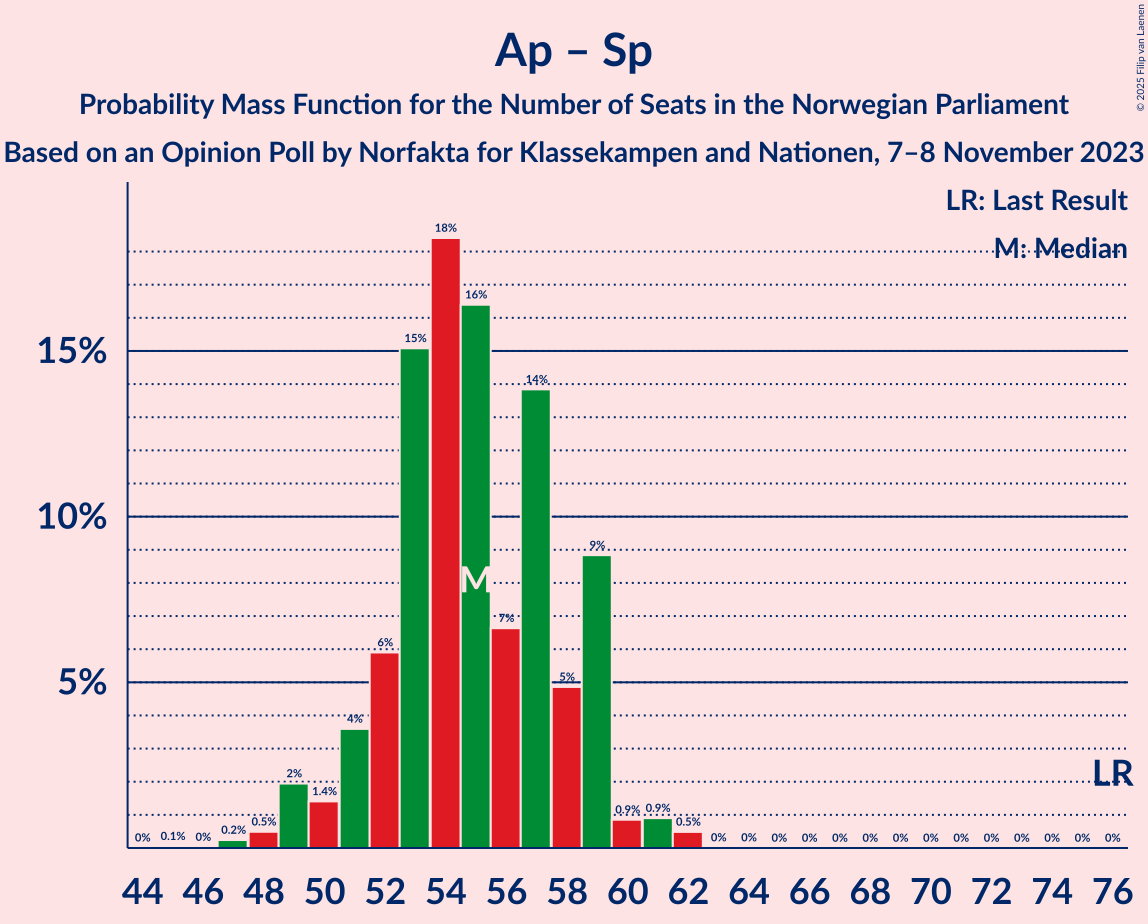 Ap – Sp
Probability Mass Function for the Number of Seats in the Norwegian Parliament
Based on an Opinion Poll by Norfakta for Klassekampen and Nationen, 7–8 November 2023
© 2025 Filip van Laenen
LR: Last Result
M: Median
15%
10%
5%
0% 0.1% 0% 0.2% 0.5% 2% 1.4% 4% 6% 15% 18% 16% 7% 14% 5% 9% 0.9% 0.9% 0.5% 0% 0% 0% 0% 0% 0% 0% 0% 0% 0% 0% 0% 0% 0%
M
LR
44 46 48 50 52 54 56 58 60 62 64 66 68 70 72 74 76